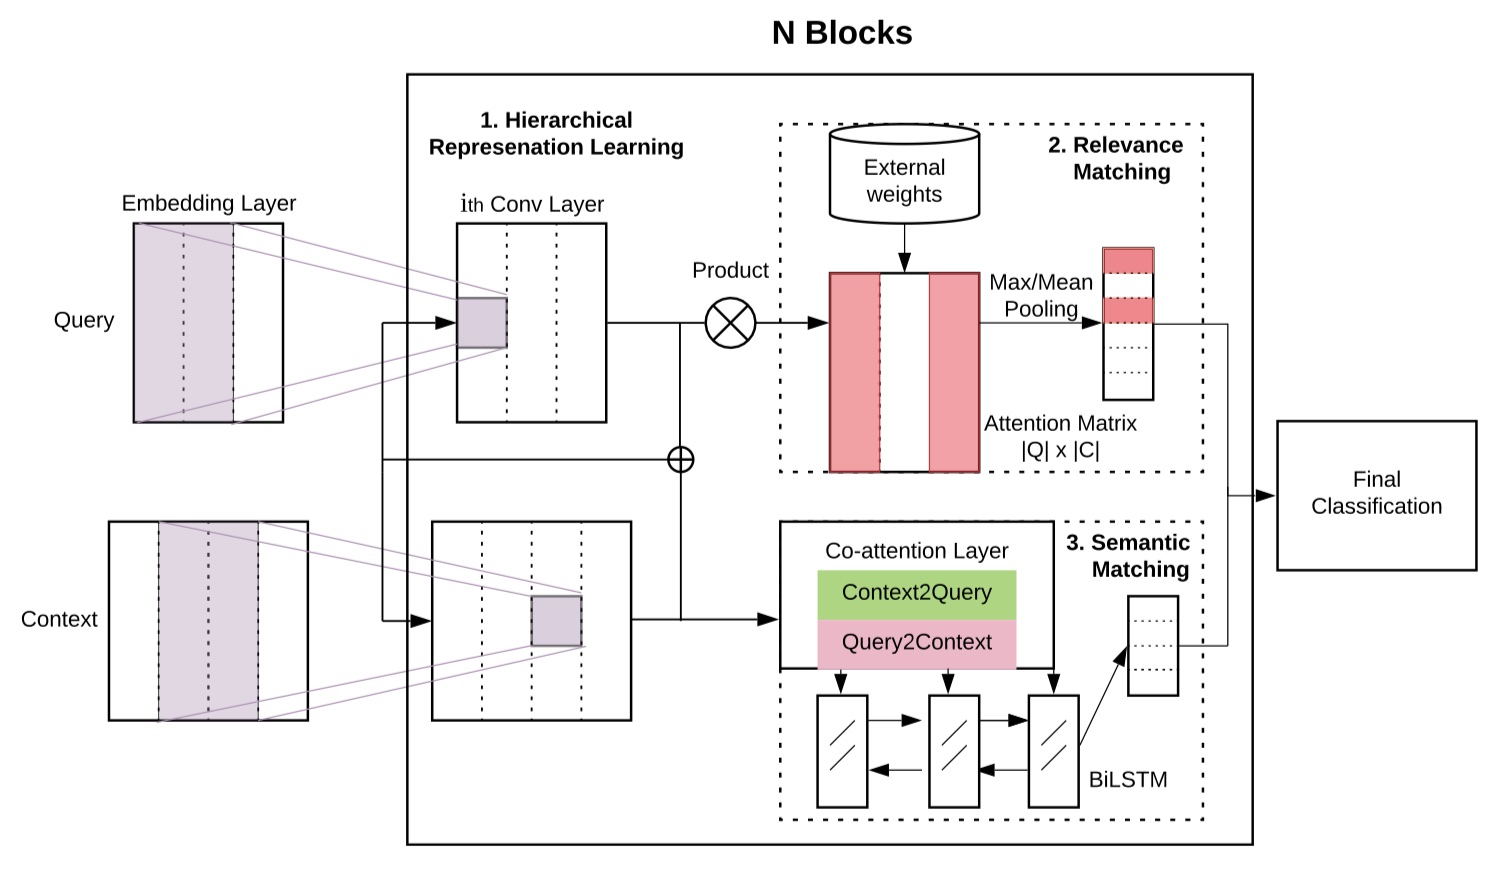 N Blocks
1. Hierarchical
Represenation Learning
2. Relevance
Matching
External
weights
Embedding Layer
ith Conv Layer
Product
Max/Mean
Pooling
Query
Attention Matrix
|Q| x |C|
Final
Classification
3. Semantic
Matching
Co-attention Layer
Context2Query
Query2Context
Context
BiLSTM